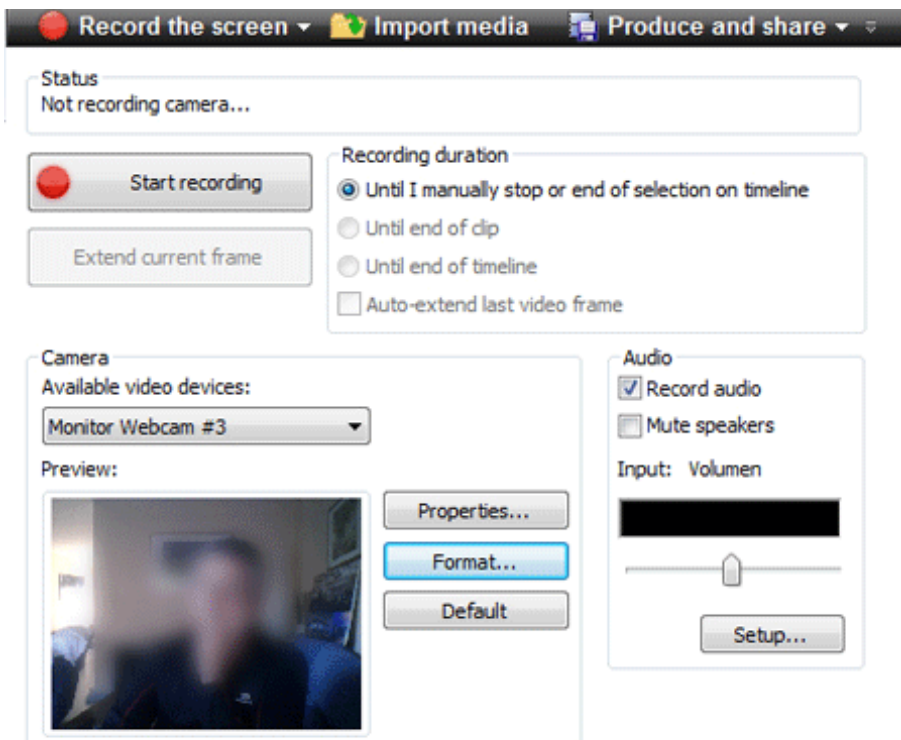 Record the screen Import media Produce and share
Status
Not recording camera...
Start recording
Extend current frame
Recording duration
Until I manually stop or end of selection on timeline
Until end of clip
Until end of timeline
Auto-extend last video frame
Camera
Available video devices:
Monitor Webcam #3
Preview:
Properties...
Format...
Default
Audio
Record audio
Mute speakers
Input: Volumen
Setup...